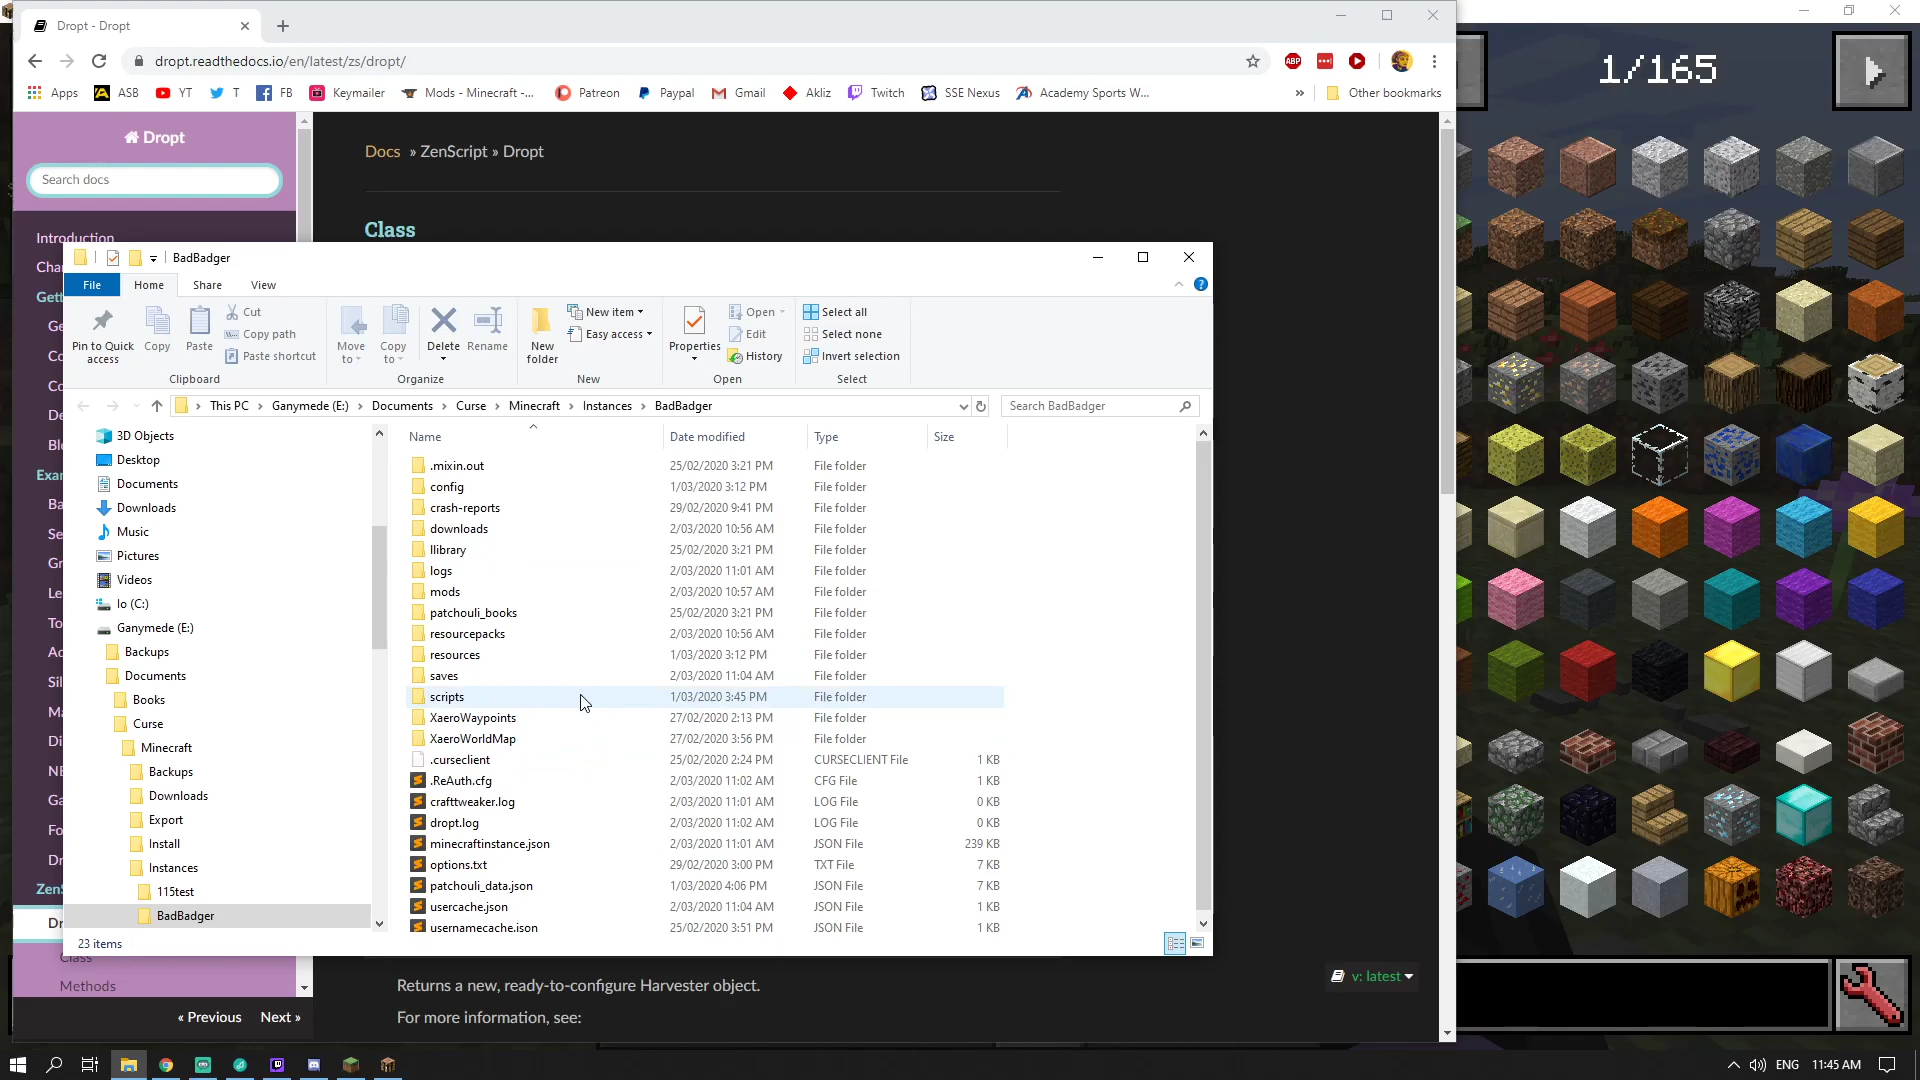 Dropt - Dropt
dropt.readthedocs.io/en/latest/zs/dropt/
ABP
Apps
ASB
YT
T
FB
Keymailer
Mods - Minecraft -...
Patreon
Paypal
Gmail
Akliz
Twitch
SSE Nexus
Academy Sports W...
»
Other bookmarks
1/165
Dropt
Search docs
Introduction
Docs » ZenScript » Dropt
Class
BadBadger
File
Home
Share
View
Pin to Quick access
Copy
Paste
Cut
Copy path
Paste shortcut
Clipboard
Move to
Copy to
Delete
Rename
Organize
New folder
New item
Easy access
New
Properties
Open
Edit
History
Open
Select all
Select none
Invert selection
Select
This PC > Ganymede (E:) > Documents > Curse > Minecraft > Instances > BadBadger
Search BadBadger
3D Objects
Desktop
Documents
Downloads
Music
Pictures
Videos
Io (C:)
Ganymede (E:)
Backups
Documents
Books
Curse
Minecraft
Backups
Downloads
Export
Install
Instances
115test
BadBadger
Name Date modified Type Size
.mixin.out 25/02/2020 3:21 PM File folder
config 1/03/2020 3:12 PM File folder
crash-reports 29/02/2020 9:41 PM File folder
downloads 2/03/2020 10:56 AM File folder
llibrary 25/02/2020 3:21 PM File folder
logs 2/03/2020 11:01 AM File folder
mods 2/03/2020 10:57 AM File folder
patchouli_books 25/02/2020 3:21 PM File folder
resourcepacks 2/03/2020 10:56 AM File folder
resources 1/03/2020 3:12 PM File folder
saves 2/03/2020 11:04 AM File folder
scripts 1/03/2020 3:45 PM File folder
XaeroWaypoints 27/02/2020 2:13 PM File folder
XaeroWorldMap 27/02/2020 3:56 PM File folder
.curseclient 25/02/2020 2:24 PM CURSECLIENT File 1 KB
.ReAuth.cfg 2/03/2020 11:02 AM CFG File 1 KB
crafttweaker.log 2/03/2020 11:01 AM LOG File 0 KB
dropt.log 2/03/2020 11:02 AM LOG File 0 KB
minecraftinstance.json 2/03/2020 11:01 AM JSON File 239 KB
options.txt 29/02/2020 3:00 PM TXT File 7 KB
patchouli_data.json 1/03/2020 4:06 PM JSON File 7 KB
usercache.json 2/03/2020 11:04 AM JSON File 1 KB
usernamecache.json 25/02/2020 3:51 PM JSON File 1 KB
23 items
Class
Methods
« Previous
Next »
Returns a new, ready-to-configure Harvester object.
For more information, see:
v: latest
ENG
11:45 AM